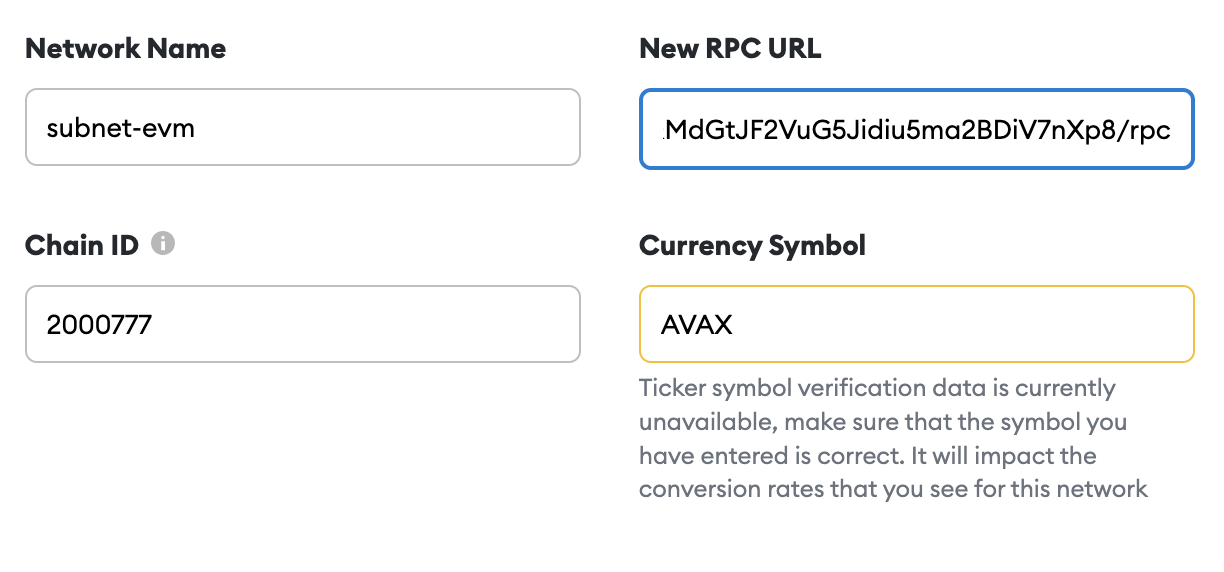 Network Name
New RPC URL
subnet-evm
.MdGtJF2VuG5Jidiu5ma2BDiV7nXp8/rpc
Chain ID
Currency Symbol
2000777
AVAX
Ticker symbol verification data is currently
unavailable, make sure that the symbol you
have entered is correct. It will impact the
conversion rates that you see for this network